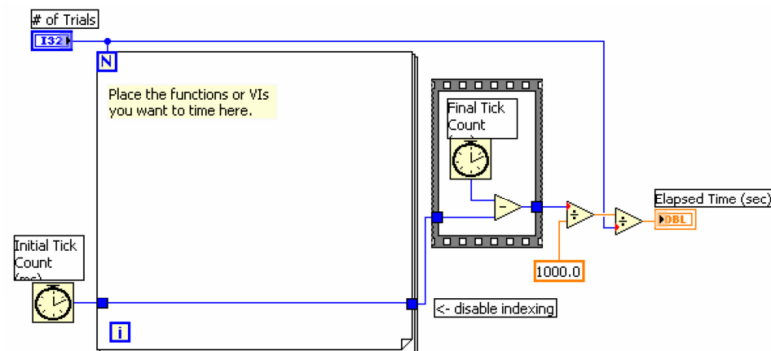 # of Trials
I32
N
Place the functions or VIs
you want to time here.
Final Tick
Count
Elapsed Time (sec)
DBL
1000.0
Initial Tick
Count
(ms)
<- disable indexing
i